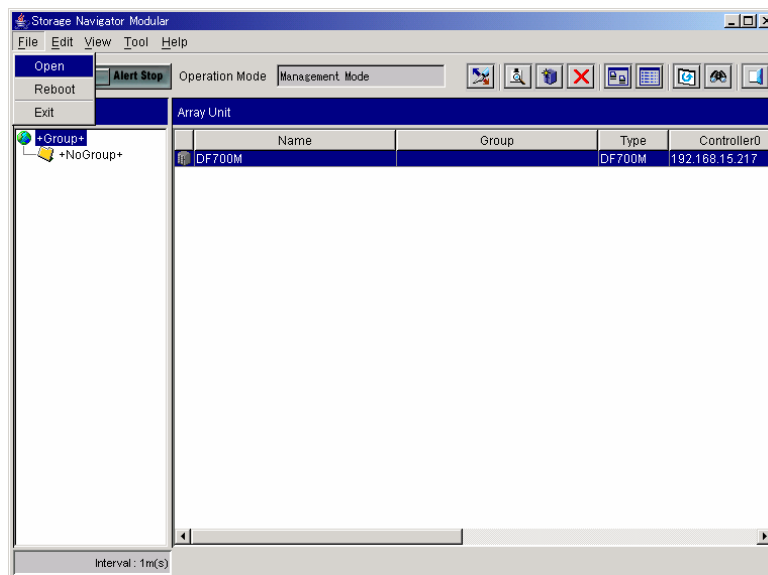 Storage Navigator Modular
File Edit View Tool Help
Open
Reboot
Exit
Alert Stop
Operation Mode
Management Mode
Array Unit
+Group+
+NoGroup+
Name Group Type Controller0
DF700M DF700M 192.168.15.217
Interval : 1m(s)